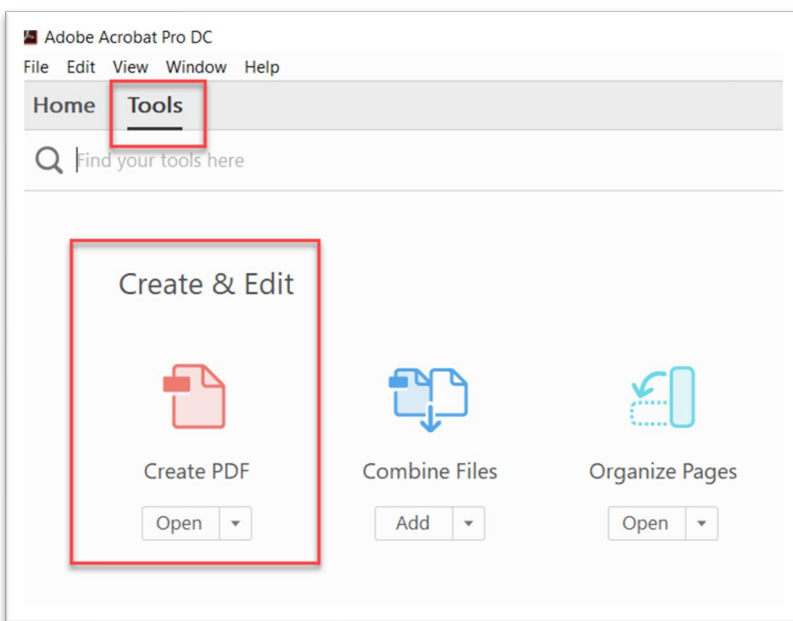 Adobe Acrobat Pro DC
File Edit View Window Help
Home Tools
Find your tools here
Create & Edit
Create PDF Combine Files Organize Pages
Open Add Open